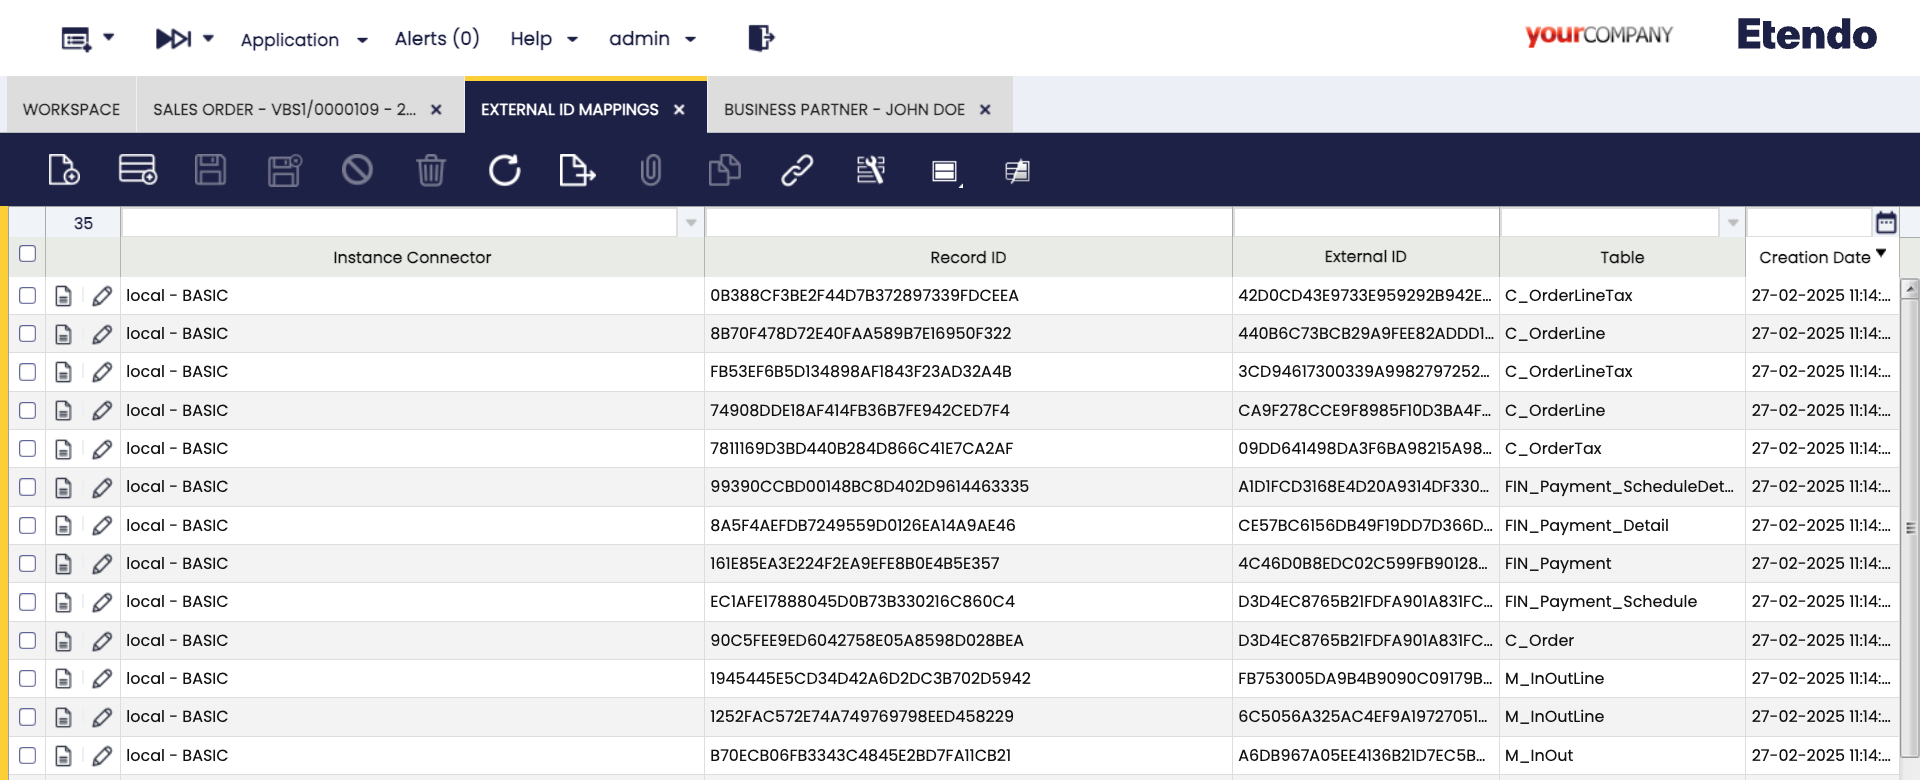 Application Alerts (0) Help admin yourCOMPANY Etendo
WORKSPACE SALES ORDER - VBS1/0000109 - 2... EXTERNAL ID MAPPINGS BUSINESS PARTNER - JOHN DOE
35
Instance Connector Record ID External ID Table Creation Date
local - BASIC 0B388CF3BE2F44D7B372897339FDCEEA 42D0CD43E9733E959292B942E... C_OrderLineTax 27-02-2025 11:14:...
local - BASIC 8B70F478D72E40FAA589B7E16950F322 440B6C73BCB29A9FEE82ADDD1... C_OrderLine 27-02-2025 11:14:...
local - BASIC FB53EF6B5D134898AF1843F23AD32A4B 3CD94617300339A9982797252... C_OrderLineTax 27-02-2025 11:14:...
local - BASIC 74908DDE18AF414FB36B7FE942CED7F4 CA9F278CCE9F8985F10D3BA4F... C_OrderLine 27-02-2025 11:14:...
local - BASIC 7811169D3BD440B284D866C41E7CA2AF 09DD641498DA3F6BA98215A98... C_OrderTax 27-02-2025 11:14:...
local - BASIC 99390CCBD00148BC8D402D9614463335 A1D1FCD3168E4D20A9314DF330... FIN_Payment_ScheduleDet... 27-02-2025 11:14:...
local - BASIC 8A5F4AEFDB7249559D0126EA14A9AE46 CE57BC6156DB49F19DD7D366D... FIN_Payment_Detail 27-02-2025 11:14:...
local - BASIC 161E85EA3E224F2EA9EFE8B0E4B5E357 4C46D0B8EDC02C599FB90128... FIN_Payment 27-02-2025 11:14:...
local - BASIC EC1AFE17888045D0B73B330216C860C4 D3D4EC8765B21FDFA901A831FC... FIN_Payment_Schedule 27-02-2025 11:14:...
local - BASIC 90C5FEE9ED6042758E05A8598D028BEA D3D4EC8765B21FDFA901A831FC... C_Order 27-02-2025 11:14:...
local - BASIC 1945445E5CD34D42A6D2DC3B702D5942 FB753005DA9B4B9090C09179B... M_InOutLine 27-02-2025 11:14:...
local - BASIC 1252FAC572E74A749769798EED458229 6C5056A325AC4EF9A19727051... M_InOutLine 27-02-2025 11:14:...
local - BASIC B70ECB06FB3343C4845E2BD7FA11CB21 A6DB967A05EE4136B21D7EC5B... M_InOut 27-02-2025 11:14:...